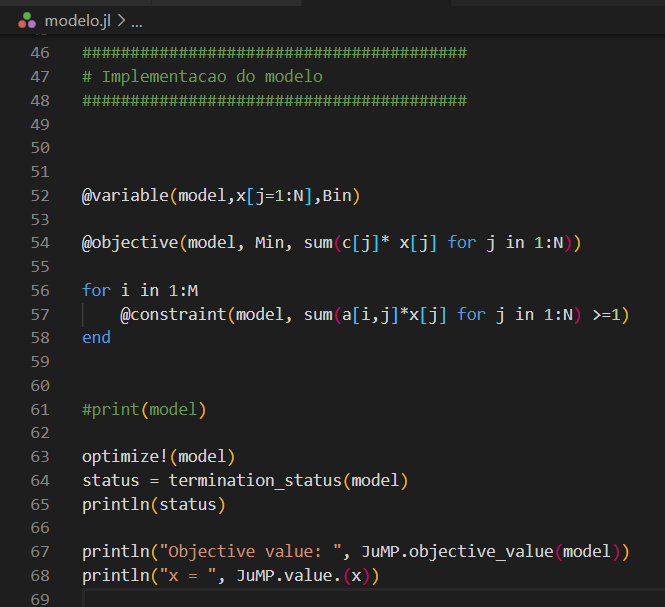 modelo.jl > ...
46 ########################################
47 # Implementacao do modelo
48 ########################################
49
50
51
52 @variable(model,x[j=1:N],Bin)
53
54 @objective(model, Min, sum(c[j]* x[j] for j in 1:N))
55
56 for i in 1:M
57     @constraint(model, sum(a[i,j]*x[j] for j in 1:N) >=1)
58 end
59
60
61 #print(model)
62
63 optimize!(model)
64 status = termination_status(model)
65 println(status)
66
67 println("Objective value: ", JuMP.objective_value(model))
68 println("x = ", JuMP.value.(x))
69